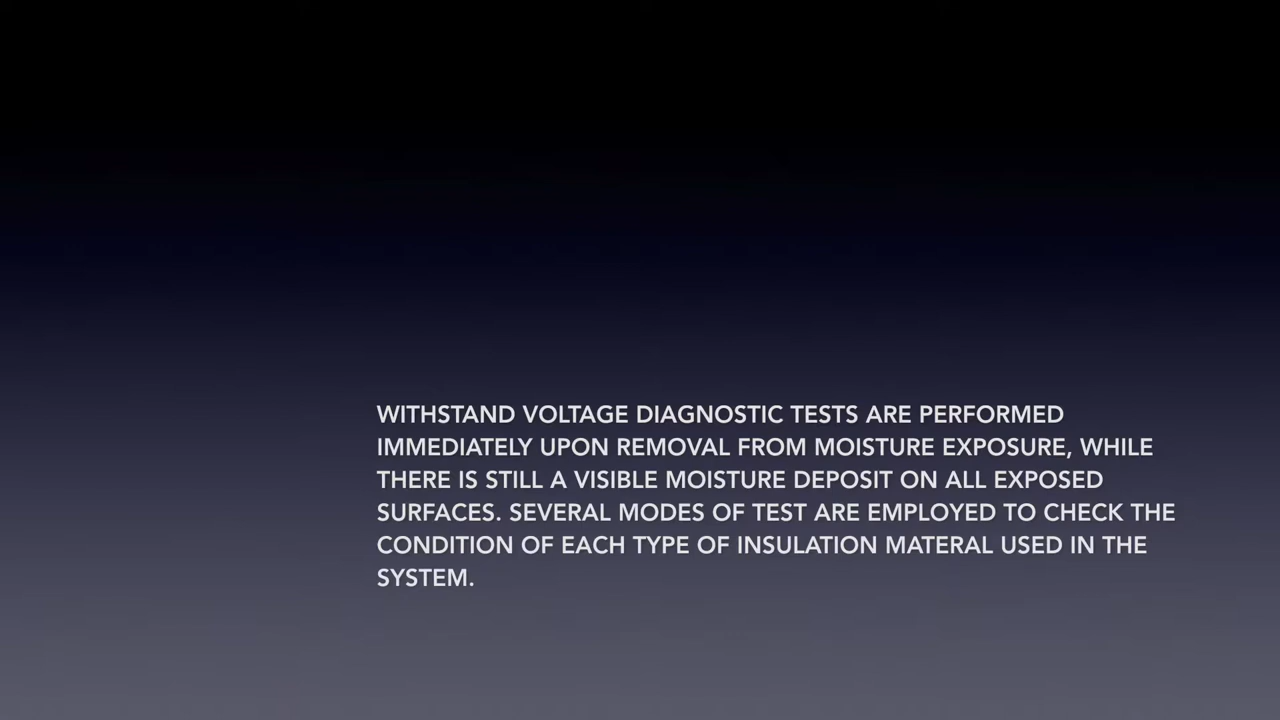 WITHSTAND VOLTAGE DIAGNOSTIC TESTS ARE PERFORMED
IMMEDIATELY UPON REMOVAL FROM MOISTURE EXPOSURE, WHILE
THERE IS STILL A VISIBLE MOISTURE DEPOSIT ON ALL EXPOSED
SURFACES. SEVERAL MODES OF TEST ARE EMPLOYED TO CHECK THE
CONDITION OF EACH TYPE OF INSULATION MATERAL USED IN THE
SYSTEM.